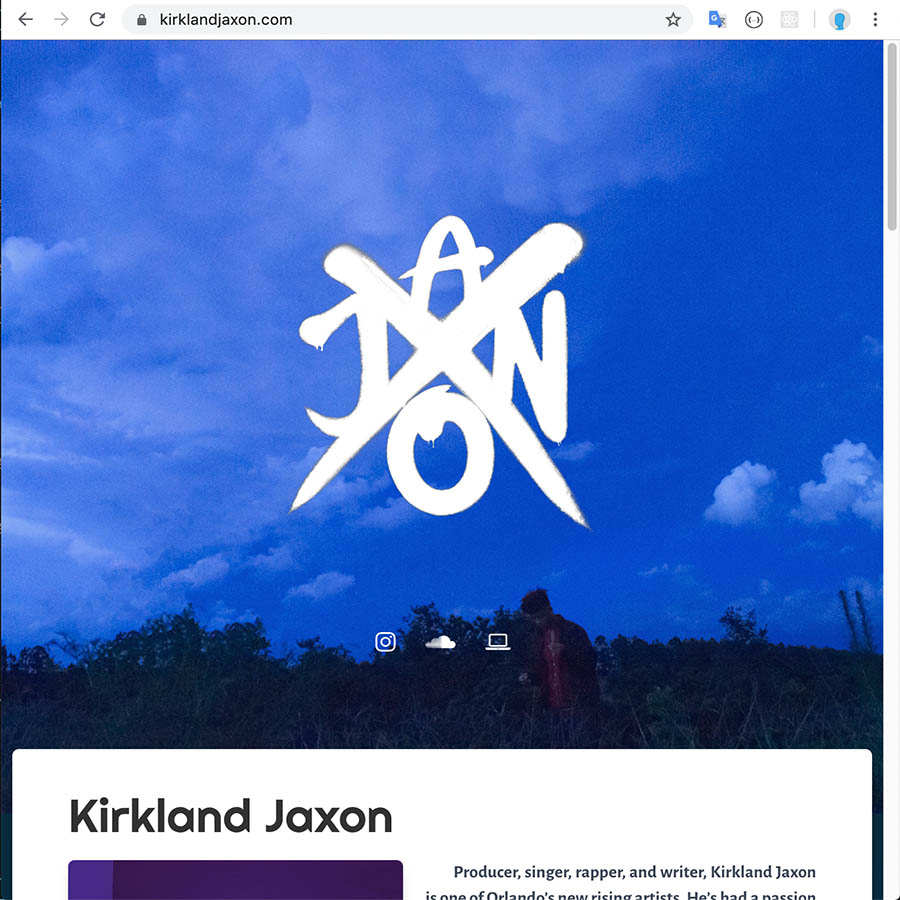 kirklandjaxon.com
JAXON
Kirkland Jaxon
Producer, singer, rapper, and writer, Kirkland Jaxon
is one of Orlando's new rising artists. He's had a passion